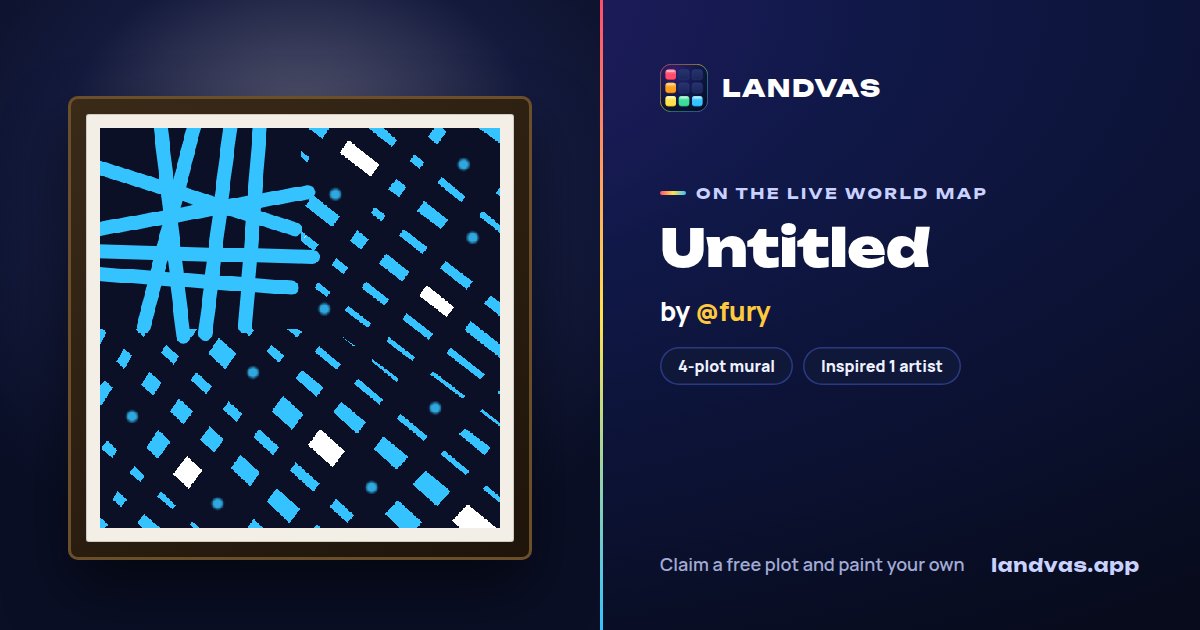 LANDVAS
ON THE LIVE WORLD MAP
Untitled
by @fury
4-plot mural
Inspired 1 artist
Claim a free plot and paint your own
landvas.app